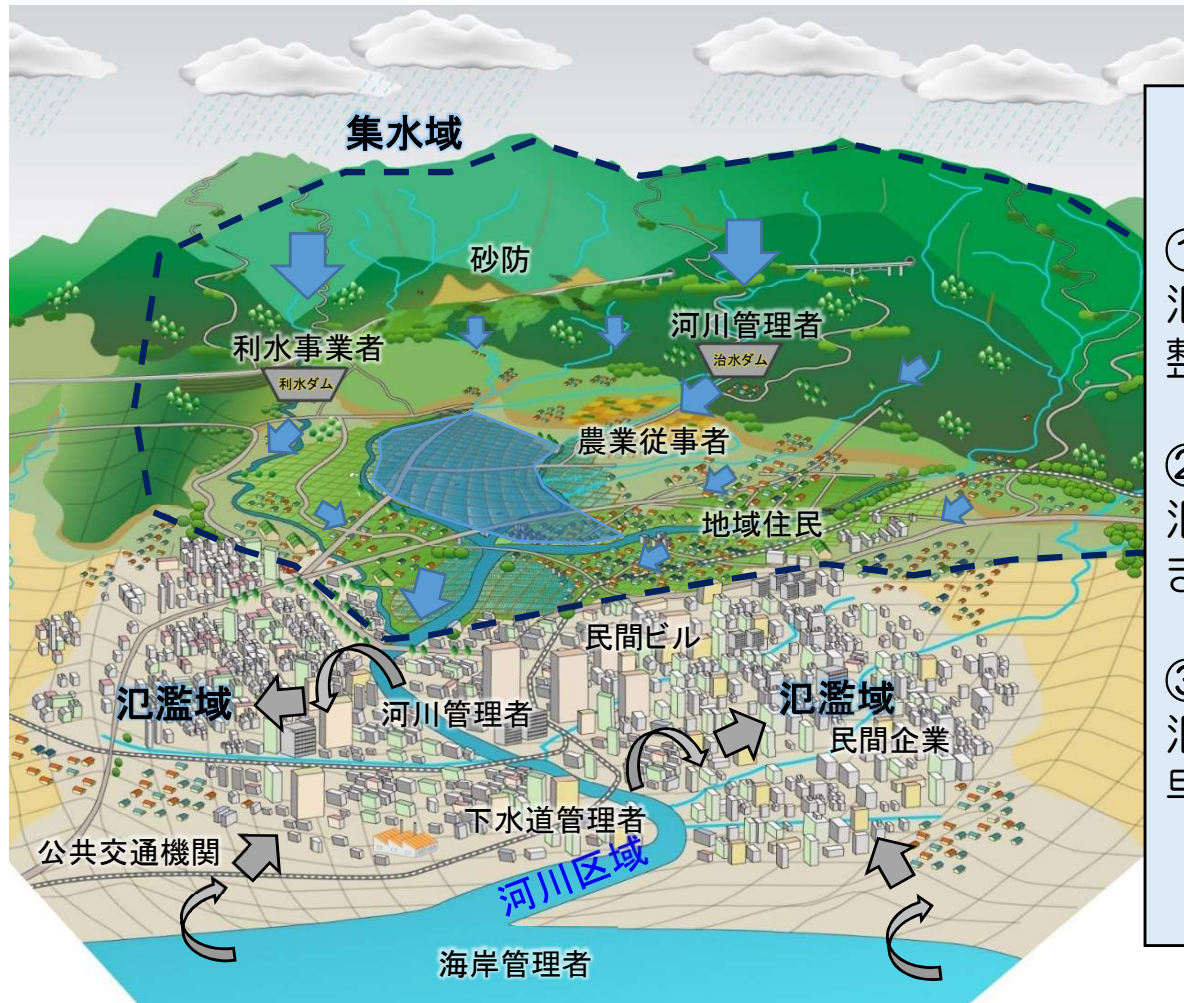 集水域
砂防
河川管理者
利水事業者
治水ダム
利水ダム
農業従事者
地域住民
民間ビル
氾濫域
氾濫域
河川管理者
民間企業
下水道管理者
公共交通機関
河川区域
海岸管理者
①
②
③